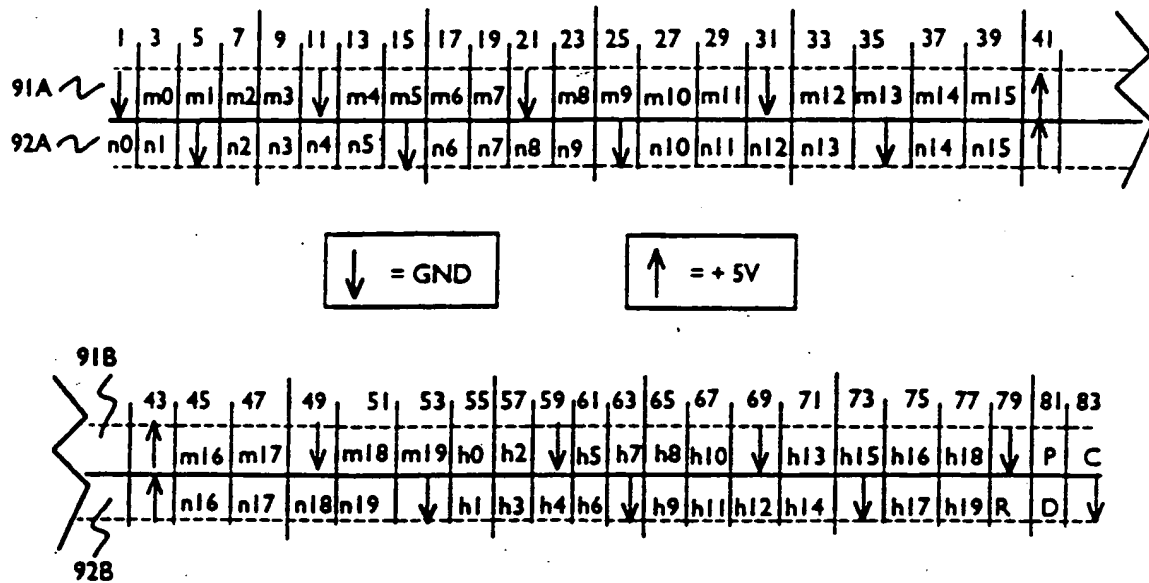 1 3 5 7 9 11 13 15 17 19 21 23 25 27 29 31 33 35 37 39 41
91A m0 m1 m2 m3 m4 m5 m6 m7 m8 m9 m10 m11 m12 m13 m14 m15
92A n0 n1 n2 n3 n4 n5 n6 n7 n8 n9 n10 n11 n12 n13 n14 n15
↓ = GND
↑ = + 5V
91B
43 45 47 49 51 53 55 57 59 61 63 65 67 69 71 73 75 77 79 81 83
m16 m17 m18 m19 h0 h2 h5 h7 h8 h10 h13 h15 h16 h18 P C
n16 n17 n18 n19 h1 h3 h4 h6 h9 h11 h12 h14 h17 h19 R D
92B